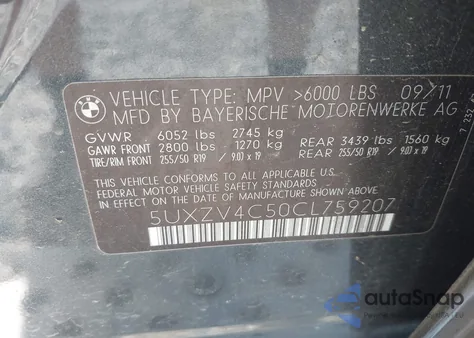 BMW
VEHICLE TYPE: MPV >6000 LBS 09/11
MFD BY BAYERISCHE MOTORENWERKE AG
GVWR 6052 lbs 2745 kg
GAWR FRONT 2800 lbs 1270 kg REAR 3439 lbs 1560 kg
TIRE/RIM FRONT 255/50 R19 / 9.0J x 19 REAR 255/50 R19 / 9.0J x 19
THIS VEHICLE CONFORMS TO ALL APPLICABLE U.S.
FEDERAL MOTOR VEHICLE SAFETY STANDARDS
IN EFFECT ON THE DATE OF MANUFACTURE SHOWN ABOVE.
5UXZV4C50CL759207
autoSnap